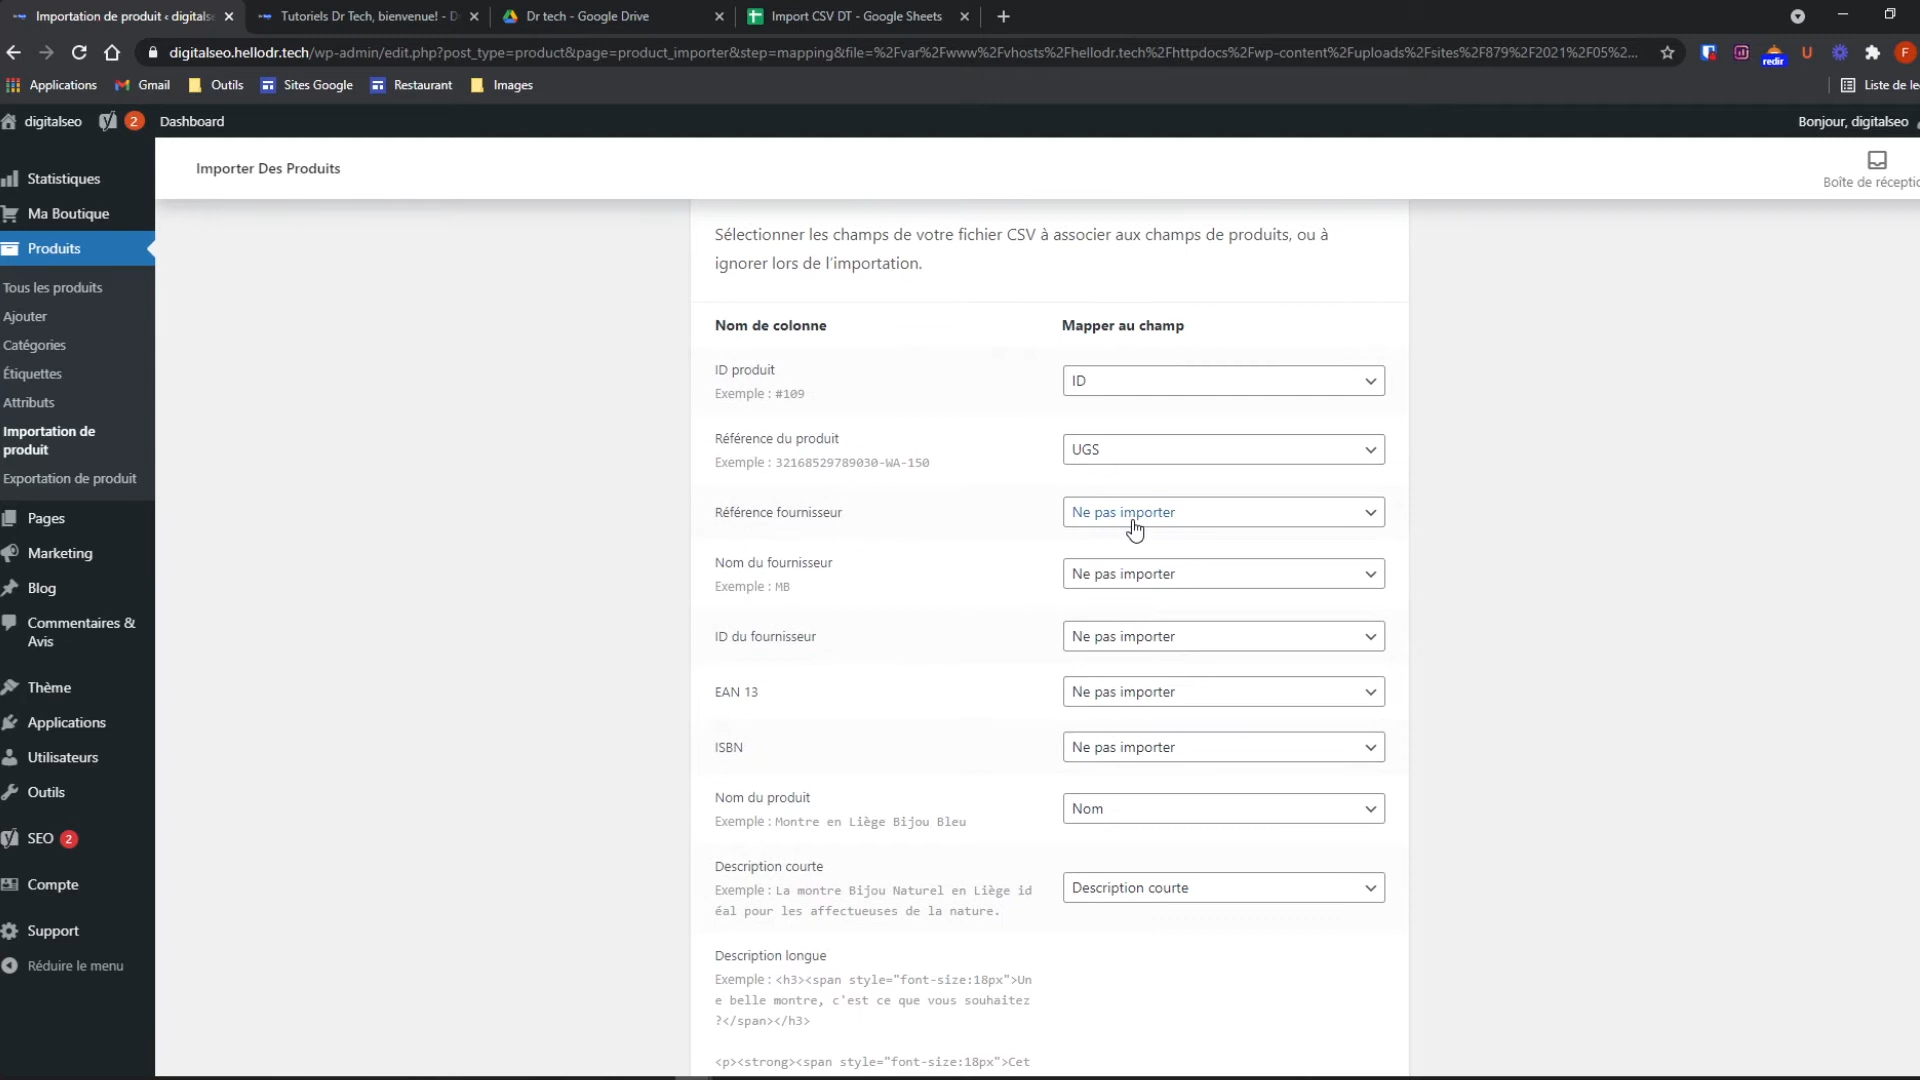 Importation de produit ‹ digitals
Tutoriels Dr Tech, bienvenue! - D
Dr tech - Google Drive
Import CSV DT - Google Sheets
digitalseo.hellodr.tech/wp-admin/edit.php?post_type=product&page=product_importer&step=mapping&file=%2Fvar%2Fwww%2Fvhosts%2Fhellodr.tech%2Fhttpdocs%2Fwp-content%2Fuploads%2Fsites%2F879%2F2021%2F05%2...
redir
U
F
Applications
Gmail
Outils
Sites Google
Restaurant
Images
Liste de le
digitalseo
2
Dashboard
Bonjour, digitalseo
Importer Des Produits
Boîte de réceptio
Statistiques
Ma Boutique
Produits
Tous les produits
Ajouter
Catégories
Étiquettes
Attributs
Importation de
produit
Exportation de produit
Pages
Marketing
Blog
Commentaires &
Avis
Thème
Applications
Utilisateurs
Outils
SEO 2
Compte
Support
Réduire le menu
Sélectionner les champs de votre fichier CSV à associer aux champs de produits, ou à
ignorer lors de l'importation.
Nom de colonne
Mapper au champ
ID produit
Exemple : #109
ID
Référence du produit
Exemple : 32168529789030-WA-150
UGS
Référence fournisseur
Ne pas importer
Nom du fournisseur
Exemple : MB
Ne pas importer
ID du fournisseur
Ne pas importer
EAN 13
Ne pas importer
ISBN
Ne pas importer
Nom du produit
Exemple : Montre en Liège Bijou Bleu
Nom
Description courte
Exemple : La montre Bijou Naturel en Liège id
éal pour les affectueuses de la nature.
Description courte
Description longue
Exemple : <h3><span style="font-size:18px">Un
e belle montre, c'est ce que vous souhaitez
?</span></h3>
<p><strong><span style="font-size:18px">Cet